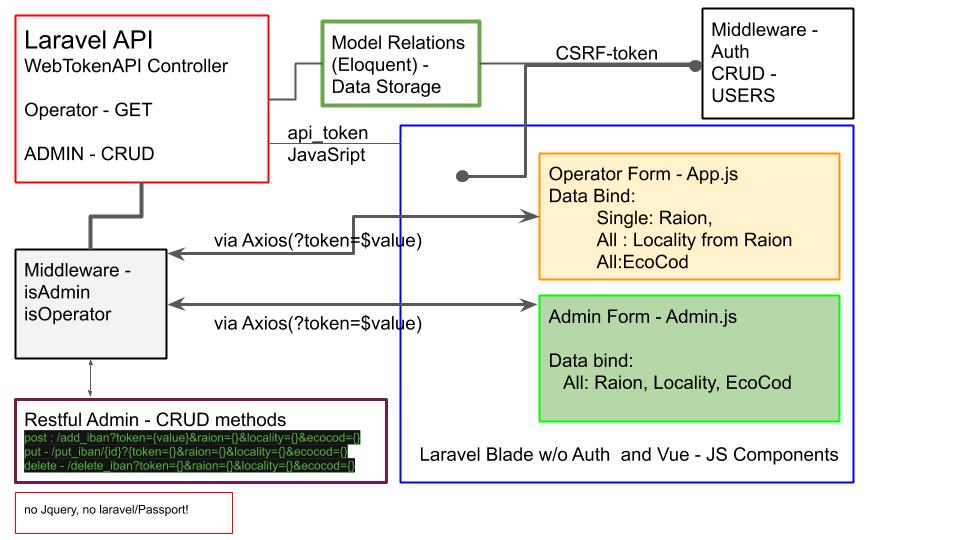 Laravel API
WebTokenAPI Controller
Operator - GET
ADMIN - CRUD
Model Relations
(Eloquent) -
Data Storage
CSRF-token
Middleware -
Auth
CRUD -
USERS
api_token
JavaSript
Operator Form - App.js
Data Bind:
Single: Raion,
All : Locality from Raion
All:EcoCod
via Axios(?token=$value)
Middleware -
isAdmin
isOperator
via Axios(?token=$value)
Admin Form - Admin.js
Data bind:
All: Raion, Locality, EcoCod
Restful Admin - CRUD methods
post : /add_iban?token={value}&raion={}&locality={}&ecocod={}
put - /put_iban/{id}?{token={}&raion={}&locality={}&ecocod={}
delete - /delete_iban?token={}&raion={}&locality={}&ecocod={}
Laravel Blade w/o Auth and Vue - JS Components
no Jquery, no laravel/Passport!